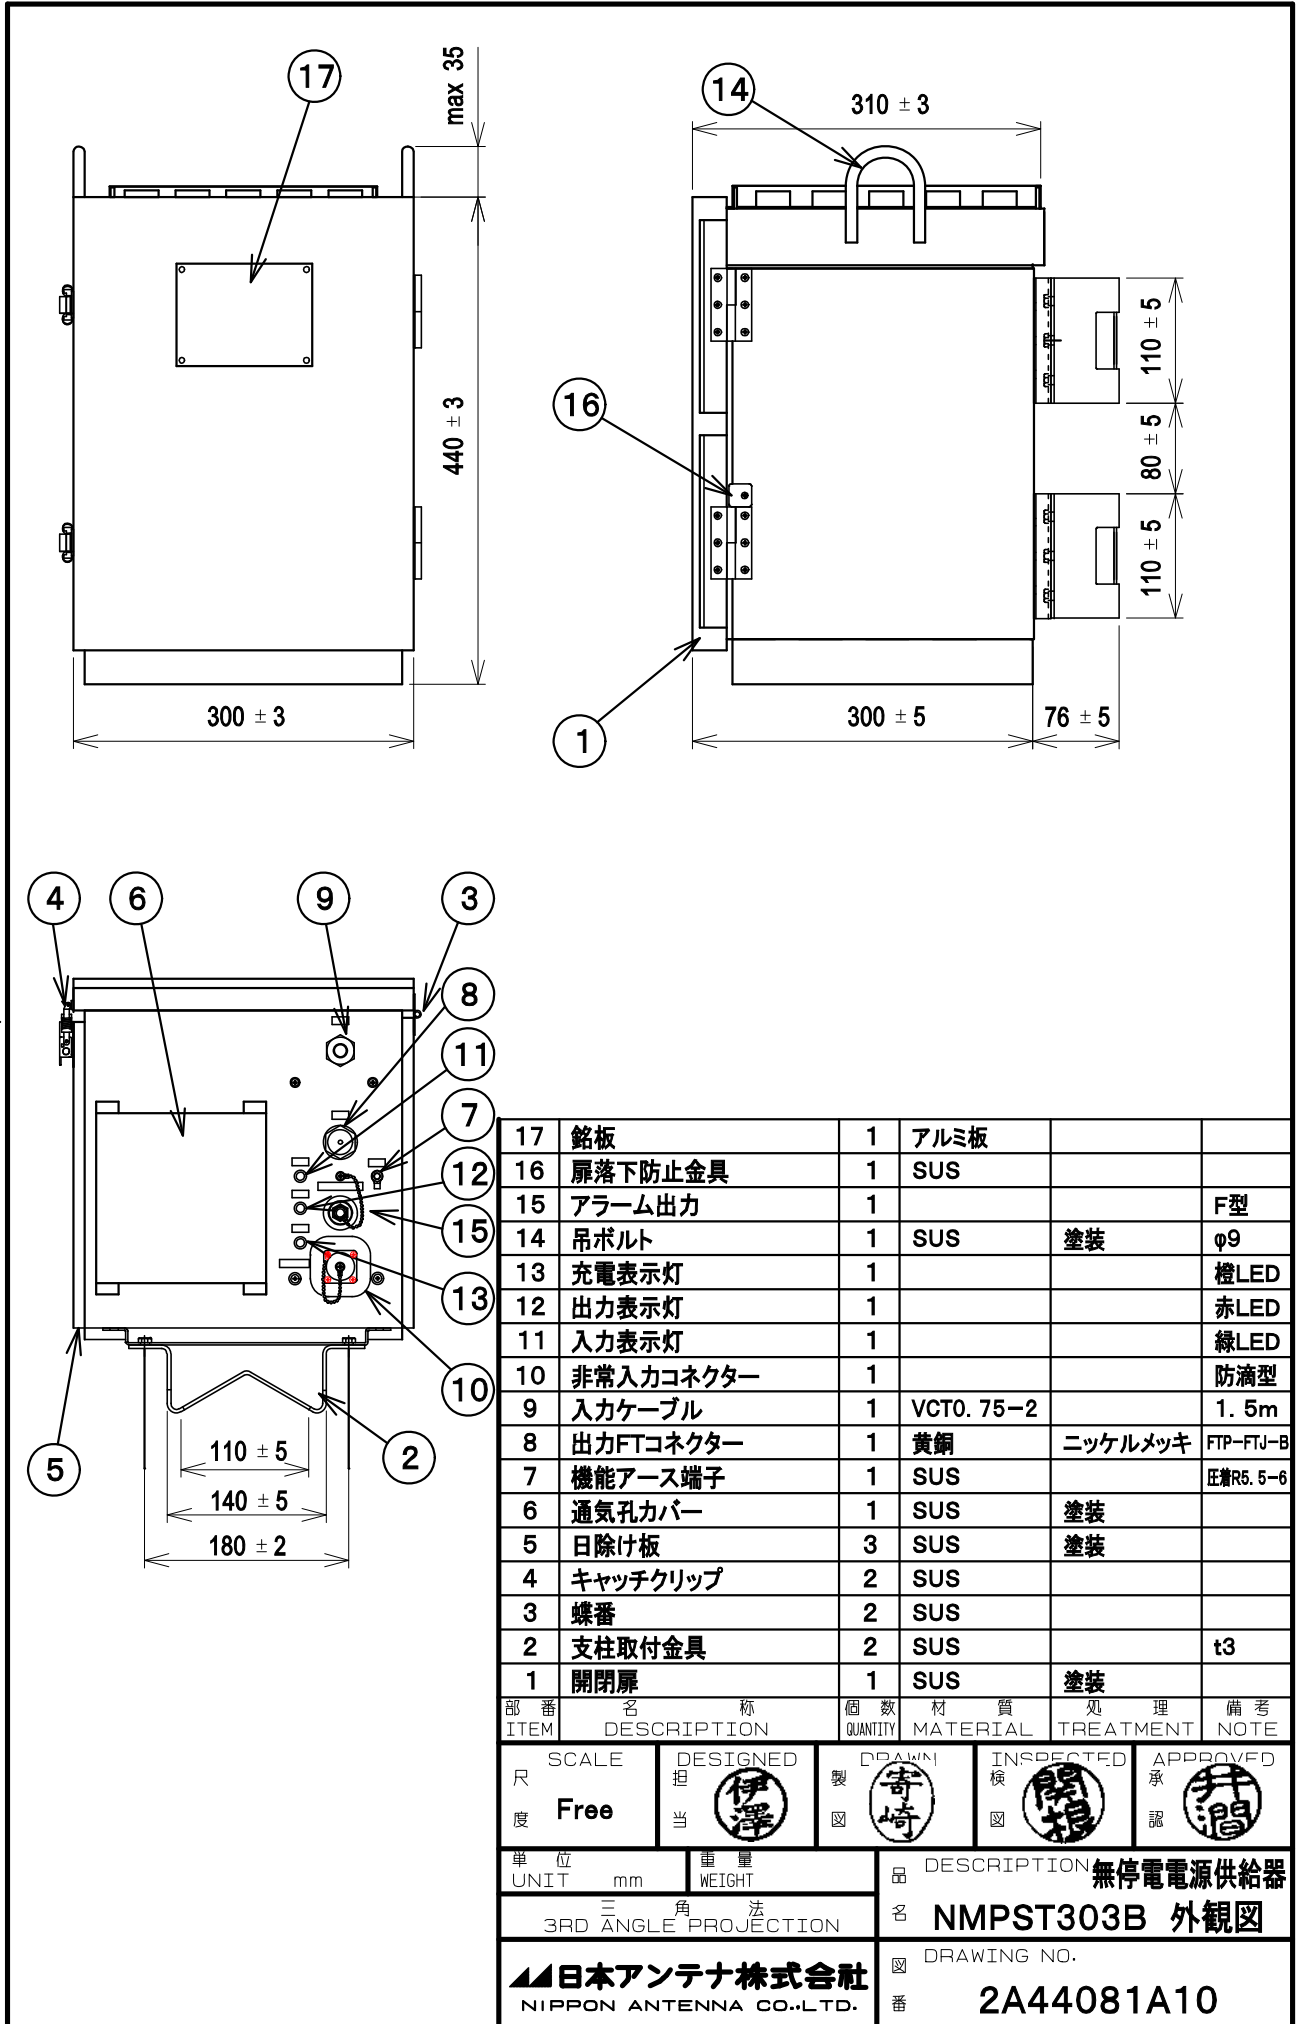 17
max 35
440 ± 3
300 ± 3
14
310 ± 3
16
1
110 ± 5
80 ± 5
110 ± 5
300 ± 5
76 ± 5
4
6
9
3
8
11
7
12
15
13
10
2
5
110 ± 5
140 ± 5
180 ± 2
17 銘板 1 アルミ板
16 扉落下防止金具 1 SUS
15 アラーム出力 1 F型
14 吊ボルト 1 SUS 塗装 φ9
13 充電表示灯 1 橙LED
12 出力表示灯 1 赤LED
11 入力表示灯 1 緑LED
10 非常入力コネクター 1 防滴型
9 入力ケーブル 1 VCT0.75-2 1.5m
8 出力FTコネクター 1 黄銅 ニッケルメッキ FTP-FTJ-B
7 機能アース端子 1 SUS 圧着R5.5-6
6 通気孔カバー 1 SUS 塗装
5 日除け板 3 SUS 塗装
4 キャッチクリップ 2 SUS
3 蝶番 2 SUS
2 支柱取付金具 2 SUS t3
1 開閉扉 1 SUS 塗装
部番 名称 個数 材質 処理 備考
ITEM DESCRIPTION QUANTITY MATERIAL TREATMENT NOTE
尺度 SCALE Free
担当 DESIGNED 伊澤
製図 DRAWN 寄崎
検図 INSPECTED 関根
承認 APPROVED 井澗
単位 UNIT mm
重量 WEIGHT
三角法
3RD ANGLE PROJECTION
品名 DESCRIPTION 無停電電源供給器
NMPST303B 外観図
日本アンテナ株式会社
NIPPON ANTENNA CO.,LTD.
図番 DRAWING NO.
2A44081A10